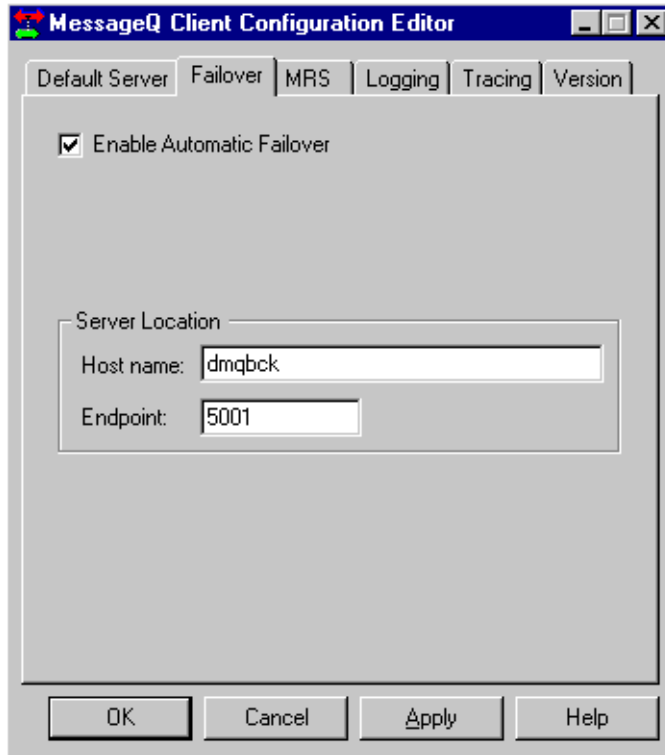 MessageQ Client Configuration Editor
Default Server Failover MRS Logging Tracing Version
Enable Automatic Failover
Server Location
Host name: dmqbck
Endpoint: 5001
OK Cancel Apply Help